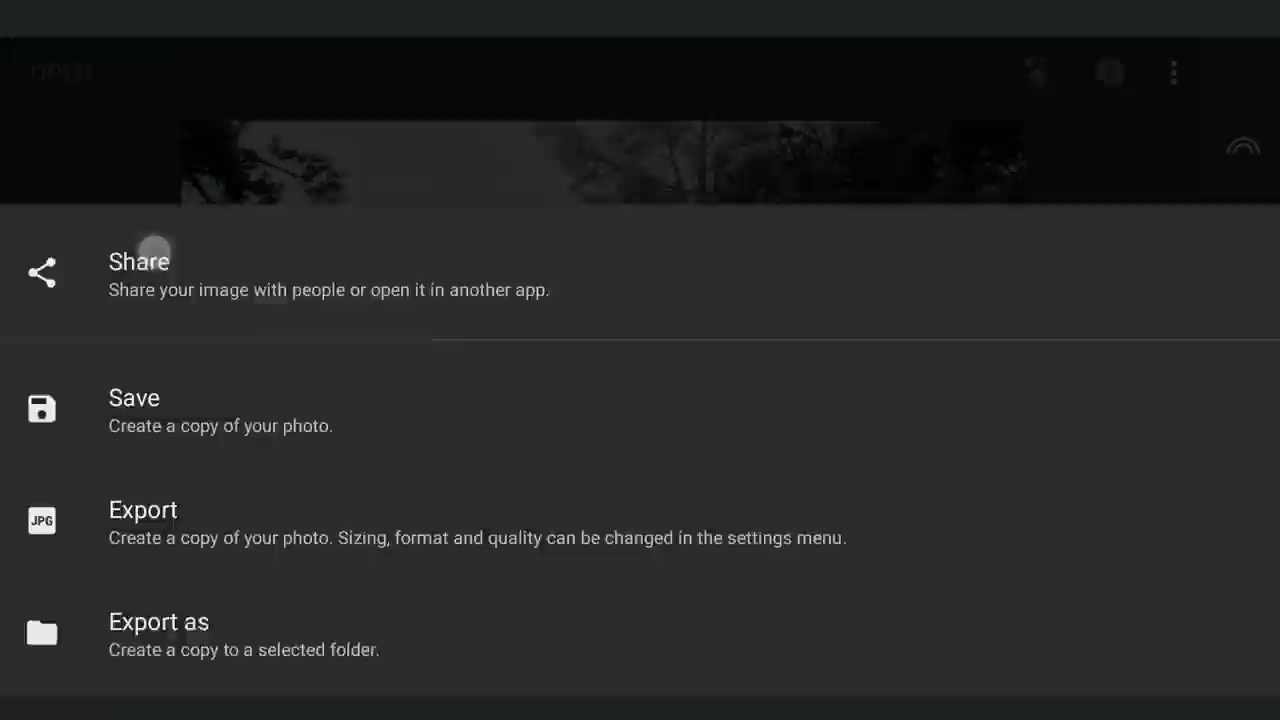 OPEN
Share
Share your image with people or open it in another app.
Save
Create a copy of your photo.
JPG
Export
Create a copy of your photo. Sizing, format and quality can be changed in the settings menu.
Export as
Create a copy to a selected folder.